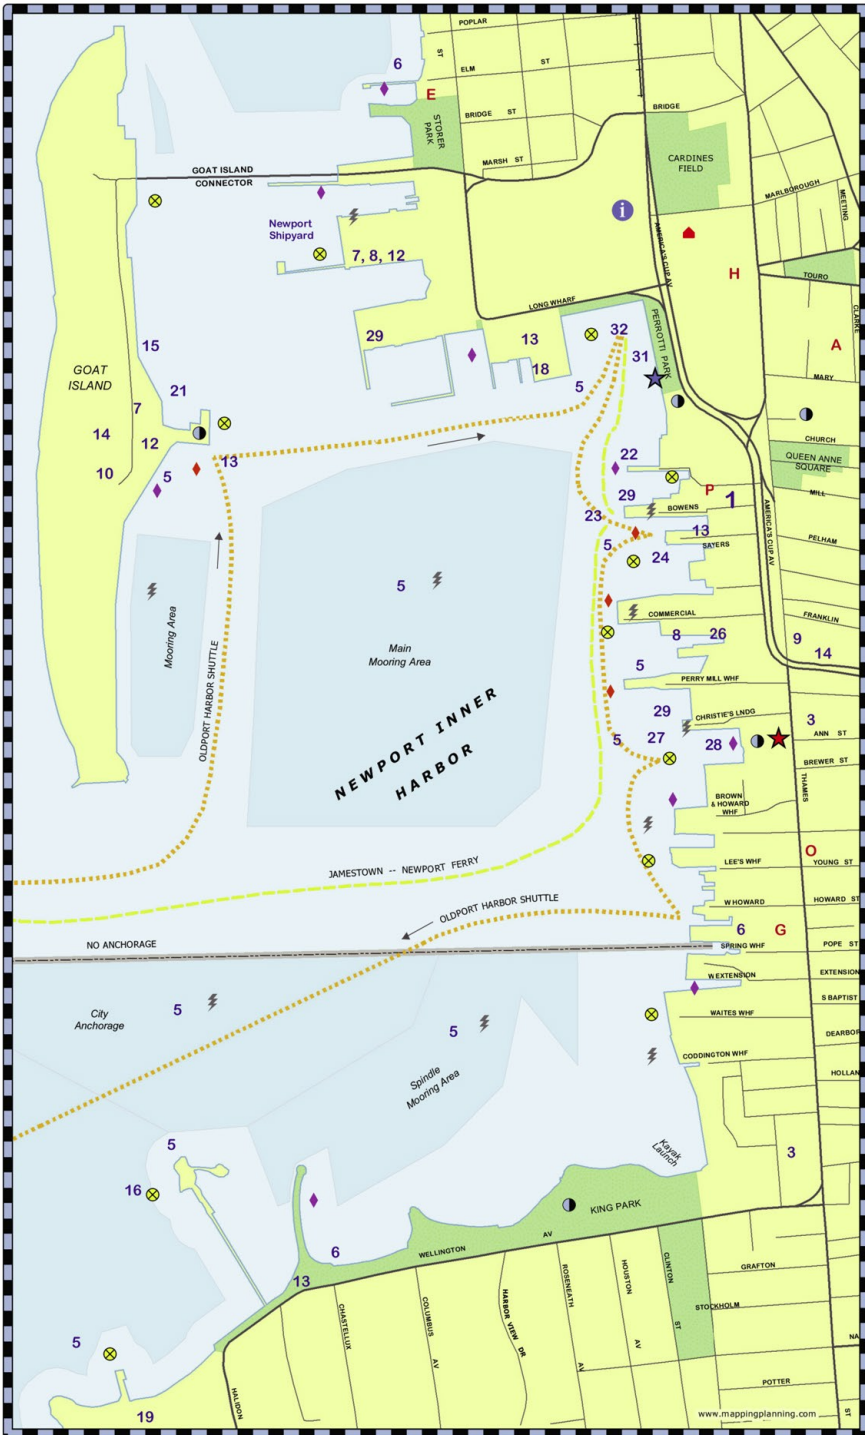 POPLAR
ST
6
ELM
ST
E
BRIDGE
ST
BRIDGE
STORER
PARK
CARDINES
FIELD
MARSH
ST
GOAT ISLAND
CONNECTOR
MARLBOROUGH
MEETING
Newport
Shipyard
i
AMERICA'S CUP AV
7, 8, 12
H
TOURO
LONG WHARF
CLARKE
PERROTTI PARK
15
29
13
32
31
A
18
GOAT
ISLAND
MARY
21
5
7
14
12
CHURCH
10
5
13
22
QUEEN ANNE
SQUARE
P
1
MILL
29
BOWENS
AMERICA'S CUP AV
23
13
5
SAYERS
PELHAM
24
5
Mooring Area
COMMERCIAL
FRANKLIN
8
26
9
Main
Mooring Area
14
OLDPORT HARBOR SHUTTLE
5
PERRY MILL WHF
NEWPORT INNER
HARBOR
29
CHRISTIE'S LNDG
3
ANN
ST
5
27
28
BREWER
ST
THAMES
BROWN
& HOWARD
WHF
O
JAMESTOWN -- NEWPORT FERRY
LEE'S WHF
YOUNG
ST
OLDPORT HARBOR SHUTTLE
W HOWARD
HOWARD
ST
6
G
NO ANCHORAGE
SPRING WHF
POPE
ST
W EXTENSION
EXTENSION
S BAPTIST
City
Anchorage
5
5
WAITES WHF
DEARBOR
CODDINGTON WHF
HOLLAN
Spindle
Mooring Area
Kayak
Launch
5
3
16
KING PARK
6
WELLINGTON
AV
13
GRAFTON
CHASTELLUX
COLUMBUS
AV
HARBOR VIEW DR
ROSENEATH
AV
HOUSTON
AV
CLINTON
ST
STOCKHOLM
5
NA
POTTER
HALIDON
19
www.mappingplanning.com
ST